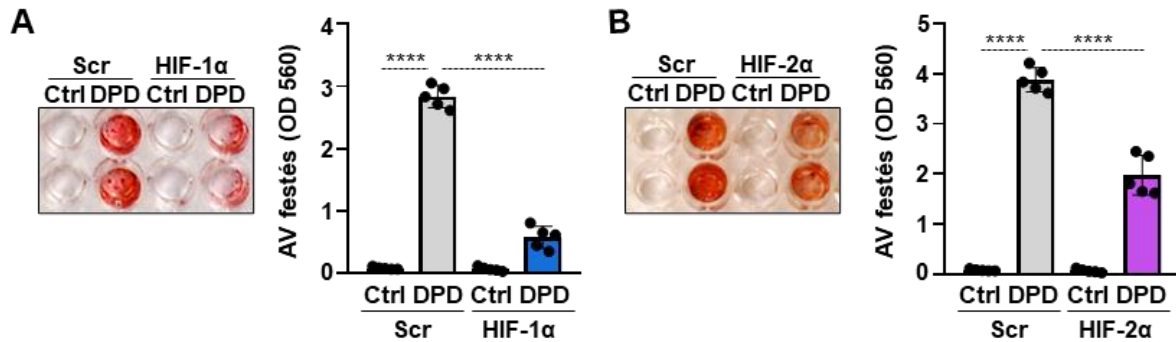 A
Scr HIF-1α
Ctrl DPD Ctrl DPD
AV festés (OD 560)
4
3
2
1
0
**** ****
Ctrl DPD Ctrl DPD
Scr HIF-1α
B
Scr HIF-2α
Ctrl DPD Ctrl DPD
AV festés (OD 560)
5
4
3
2
1
0
**** ****
Ctrl DPD Ctrl DPD
Scr HIF-2α